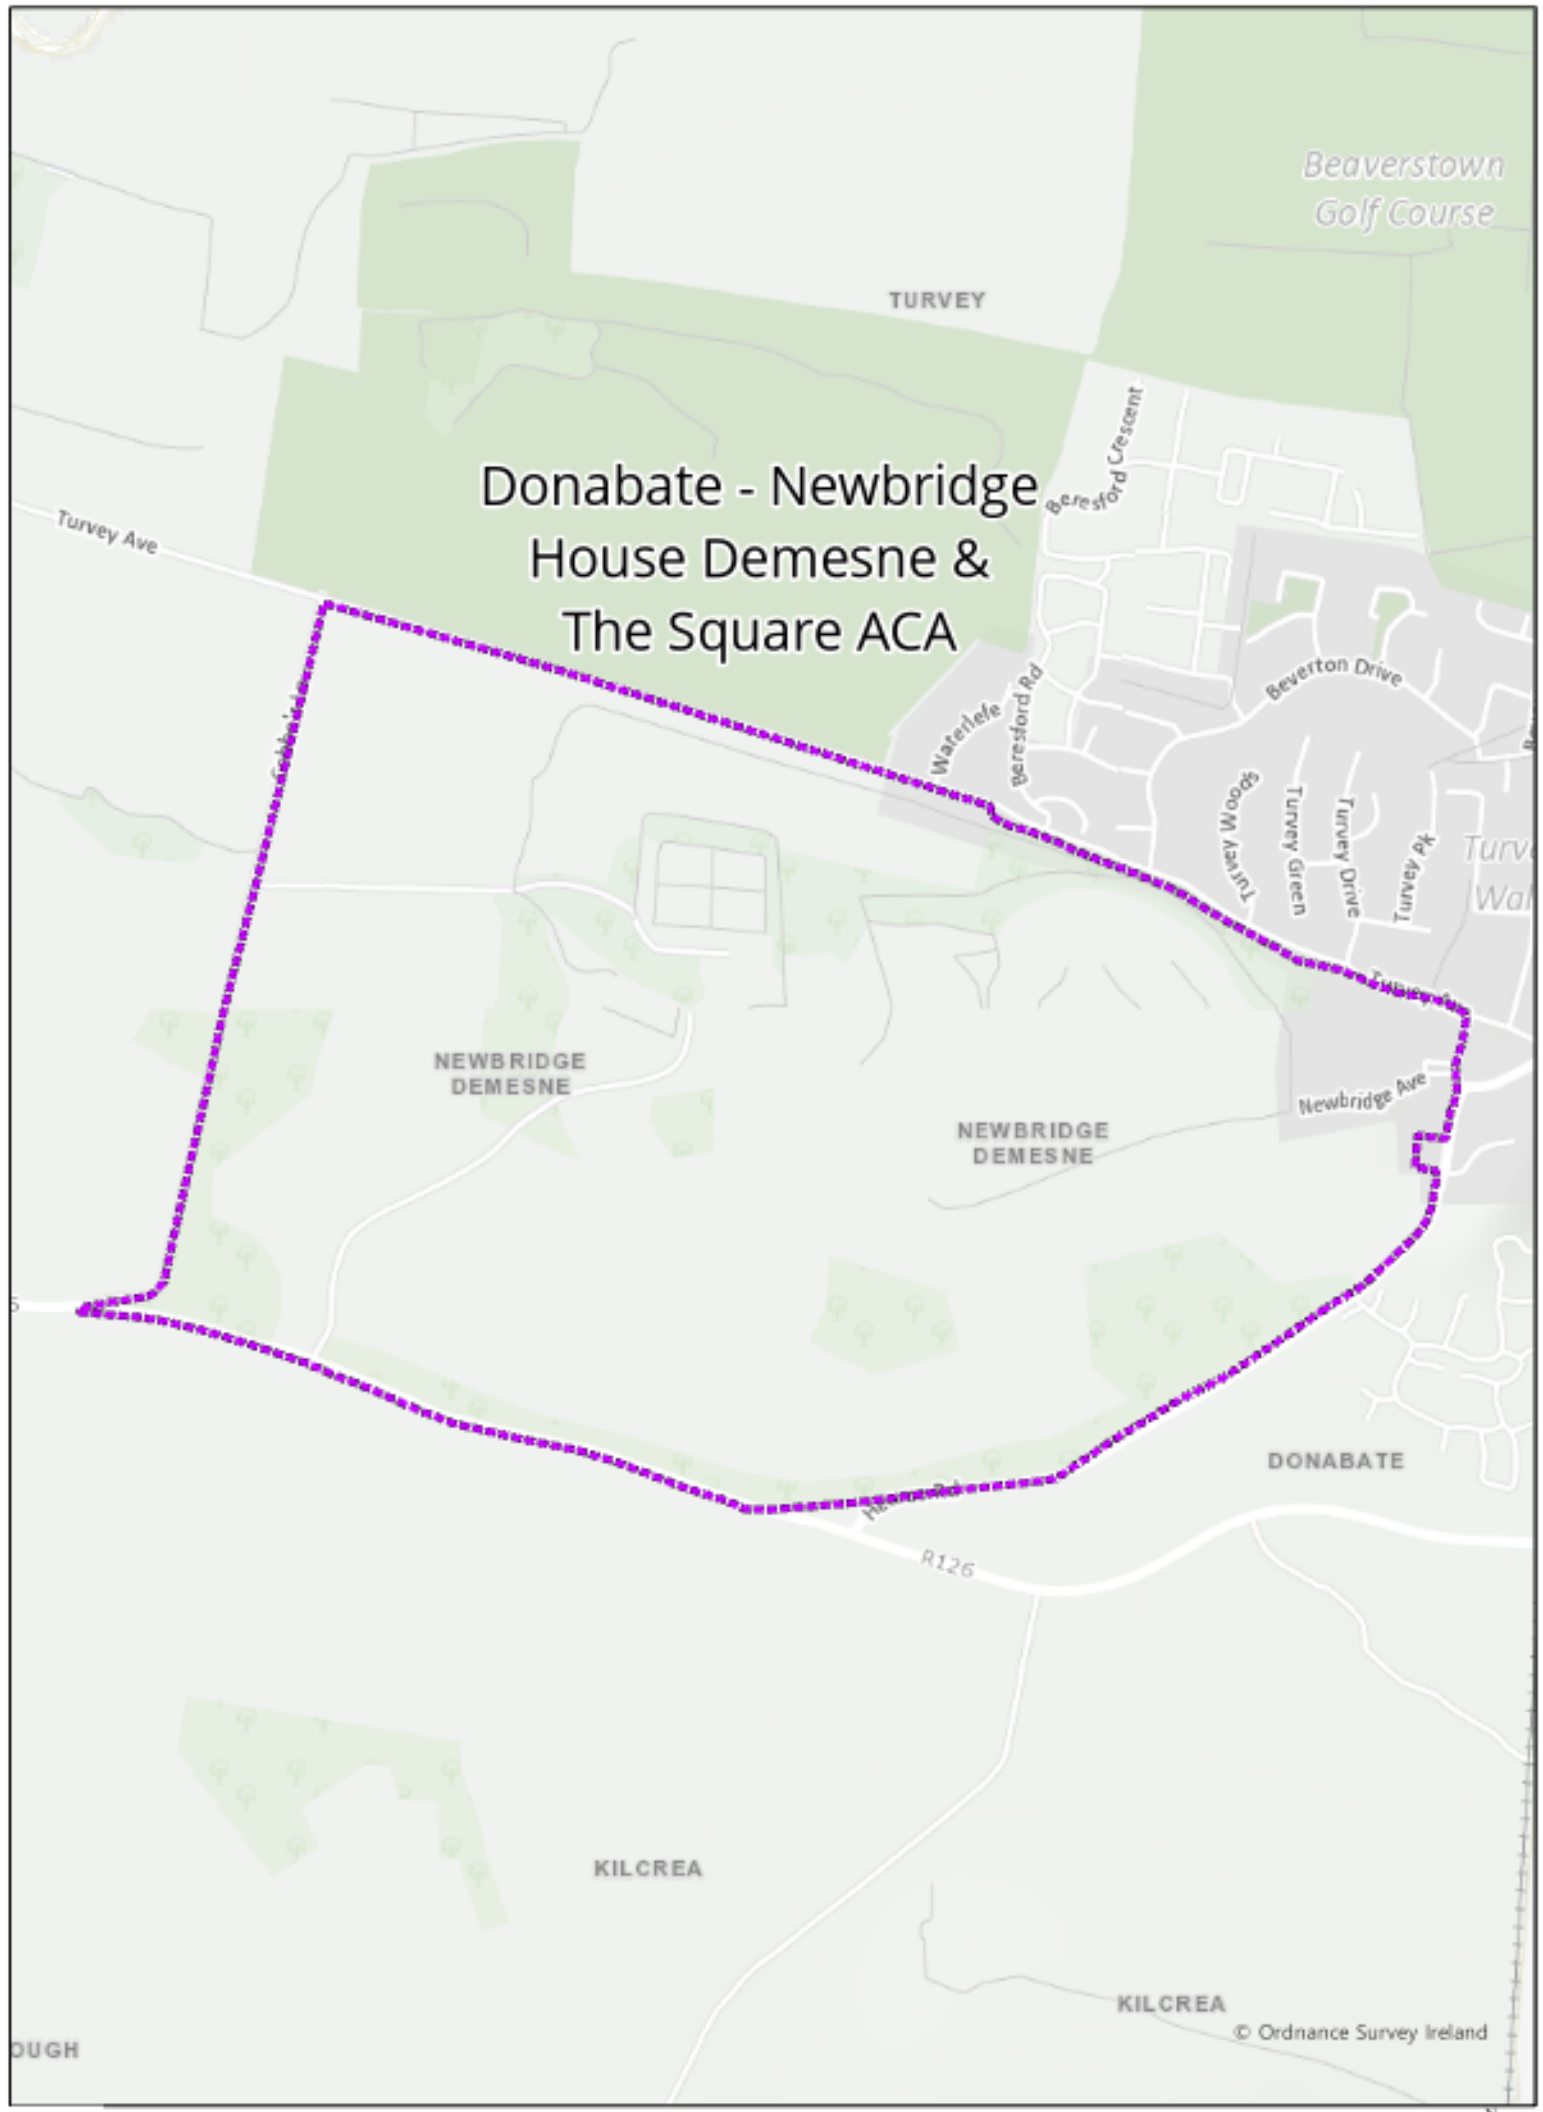 Beaverstown
Golf Course
TURVEY
Beresford Crescent
Donabate - Newbridge
House Demesne &
The Square ACA
Turvey Ave
Beverton Drive
Waterlefe
Beresford Rd
Turvey Woods
Turvey Green
Turvey Drive
Turvey Pk
NEWBRIDGE
DEMESNE
Newbridge Ave
NEWBRIDGE
DEMESNE
DONABATE
R126
KILCREA
KILCREA
© Ordnance Survey Ireland
OUGH